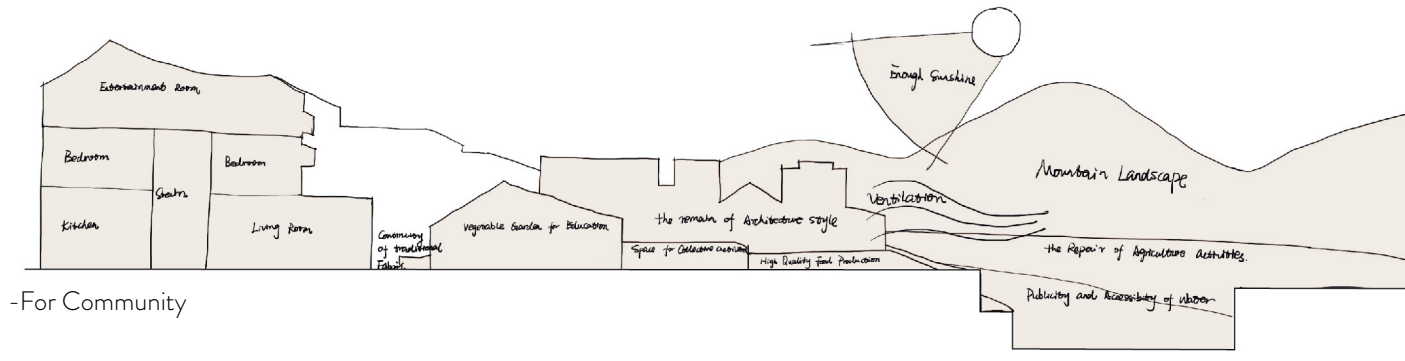 Entertainment Room
Bedroom
Bedroom
Stairs
Kitchen
Living Room
Continuity
of traditional
Fabric
Vegetable Garden for Education
the remain of Architecture style
Space for Collective activities
High Quality Food Production
Enough Sunshine
Ventilation
Mountain Landscape
the Repair of Agriculture activities.
Publicity and Accessibility of Water
-For Community